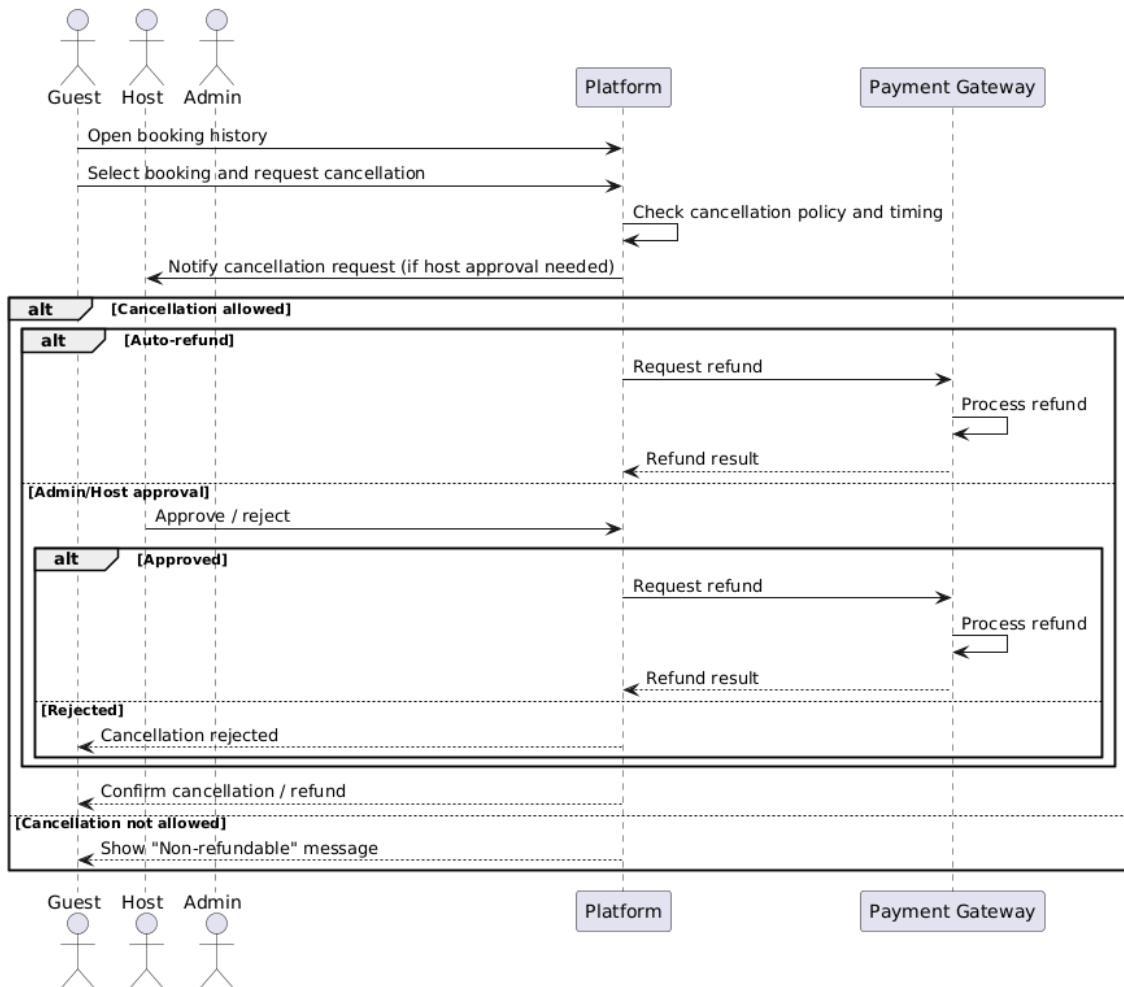 Guest Host Admin Platform Payment Gateway
Open booking history
Select booking and request cancellation
Check cancellation policy and timing
Notify cancellation request (if host approval needed)
alt [Cancellation allowed]
alt [Auto-refund]
Request refund
Process refund
Refund result
[Admin/Host approval]
Approve / reject
alt [Approved]
Request refund
Process refund
Refund result
[Rejected]
Cancellation rejected
Confirm cancellation / refund
[Cancellation not allowed]
Show "Non-refundable" message
Guest Host Admin Platform Payment Gateway